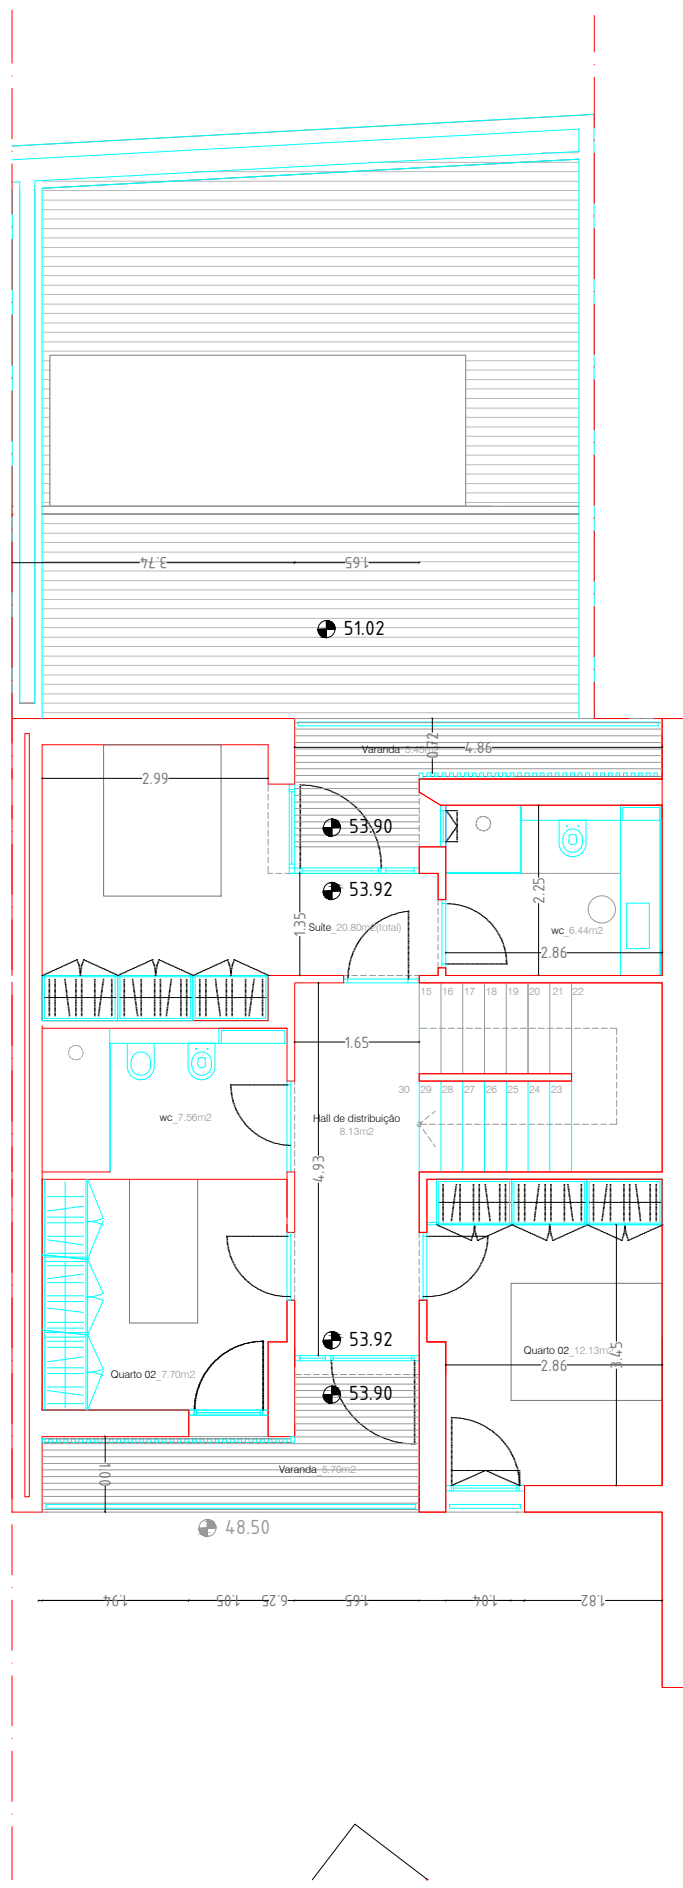 3.74
1.65
51.02
0.72
Varanda
4.86
2.99
53.90
53.92
2.25
1.35
Suíte_20.80m2(total)
wc_6.44m2
2.86
15 16 17 18 19 20 21 22
1.65
30 29 28 27 26 25 24 23
wc_7.56m2
Hall de distribuição
8.13m2
4.93
53.92
Quarto 02_12.13m2
3.45
2.86
Quarto 02_7.70m2
53.90
Varanda_5.70m2
1.00
48.50
1.94
1.05
6.25
1.65
1.04
1.82